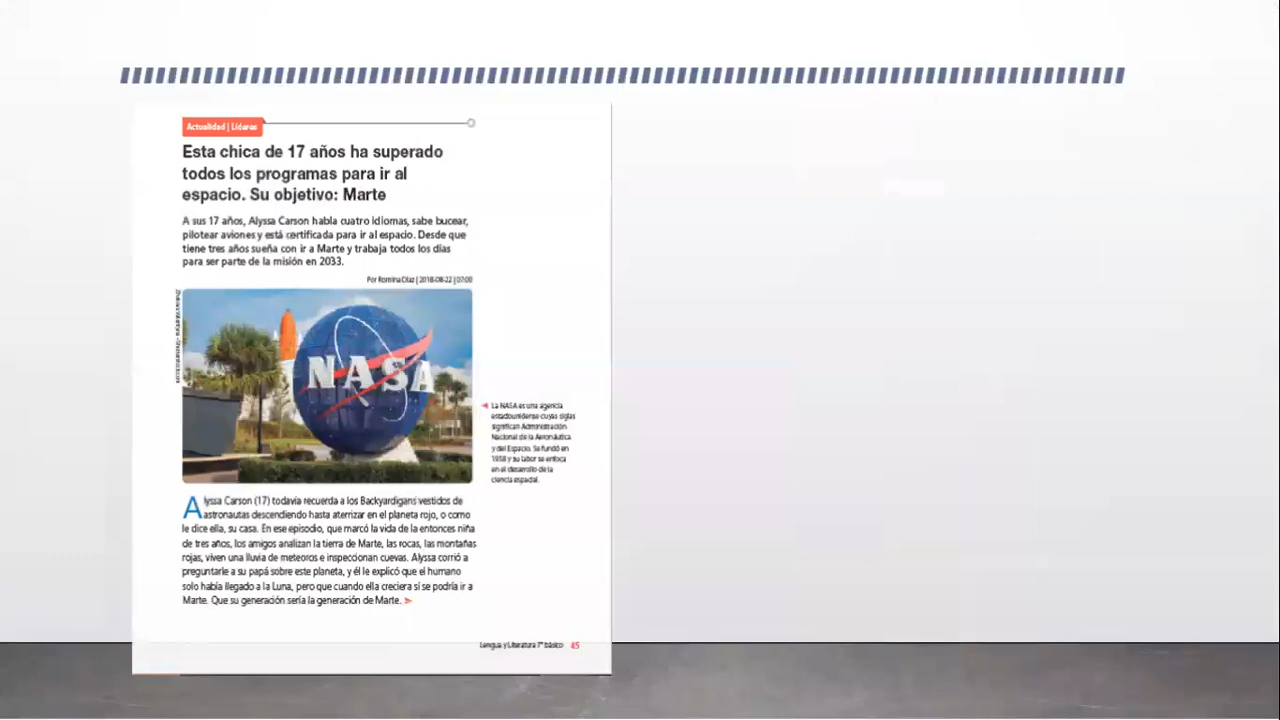 Actualidad | Líderes
Esta chica de 17 años ha superado
todos los programas para ir al
espacio. Su objetivo: Marte
A sus 17 años, Alyssa Carson habla cuatro idiomas, sabe bucear,
pilotear aviones y está certificada para ir al espacio. Desde que
tiene tres años sueña con ir a Marte y trabaja todos los días
para ser parte de la misión en 2033.
Por Romina Díaz | 2018-08-22 | 07:00
NASA
La NASA es una agencia
estadounidense cuyas siglas
significan Administración
Nacional de la Aeronáutica
y del Espacio. Se fundó en
1958 y su labor se enfoca
en el desarrollo de la
ciencia espacial.
Alyssa Carson (17) todavía recuerda a los Backyardigans vestidos de
astronautas descendiendo hasta aterrizar en el planeta rojo, o como
le dice ella, su casa. En ese episodio, que marcó la vida de la entonces niña
de tres años, los amigos analizan la tierra de Marte, las rocas, las montañas
rojas, viven una lluvia de meteoros e inspeccionan cuevas. Alyssa corrió a
preguntarle a su papá sobre este planeta, y él le explicó que el humano
solo había llegado a la Luna, pero que cuando ella creciera sí se podría ir a
Marte. Que su generación sería la generación de Marte.
Lengua y Literatura 7° básico 45